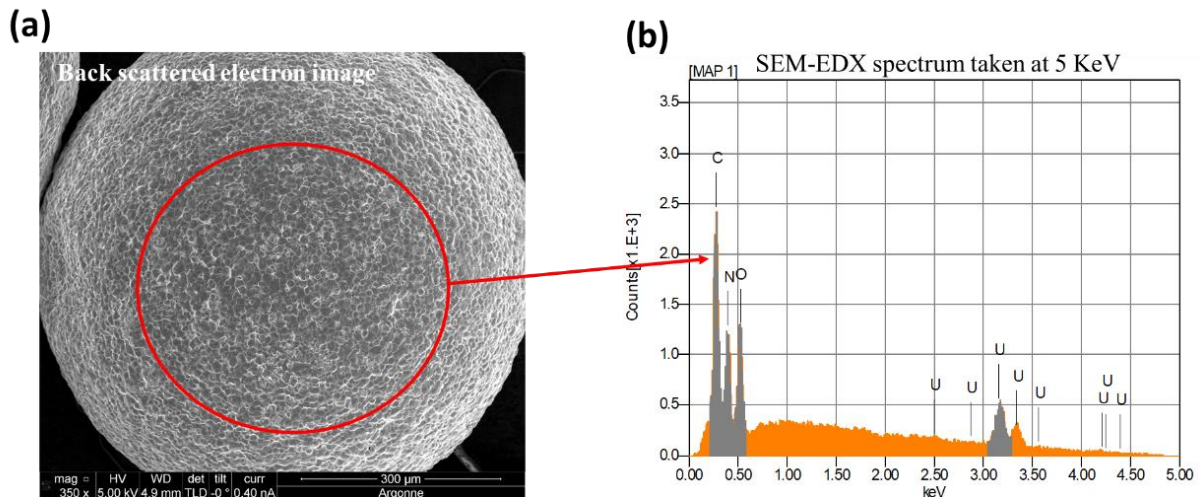 (a)
Back scattered electron image
mag □ HV WD det tilt curr
350 x 5.00 kV 4.9 mm TLD -0 ° 0.40 nA
300 µm
Argonne
(b)
SEM-EDX spectrum taken at 5 KeV
[MAP 1]
Counts[x1.E+3]
3.5
3.0
2.5
2.0
1.5
1.0
0.5
0.0
C
N O
U
U
U
U
U
U
U U
0.00 0.50 1.00 1.50 2.00 2.50 3.00 3.50 4.00 4.50 5.00
keV